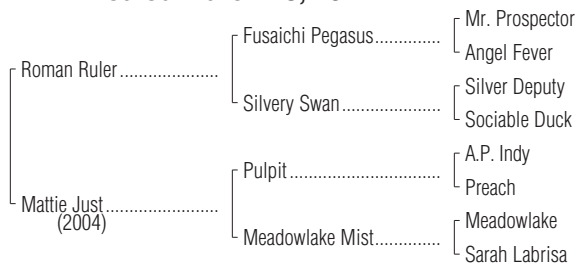 Mr. Prospector
Fusaichi Pegasus..............
Angel Fever
Roman Ruler.....................
Silver Deputy
Silvery Swan.....................
Sociable Duck
A.P. Indy
Pulpit................................
Preach
Mattie Just........................
(2004)
Meadowlake
Meadowlake Mist..............
Sarah Labrisa